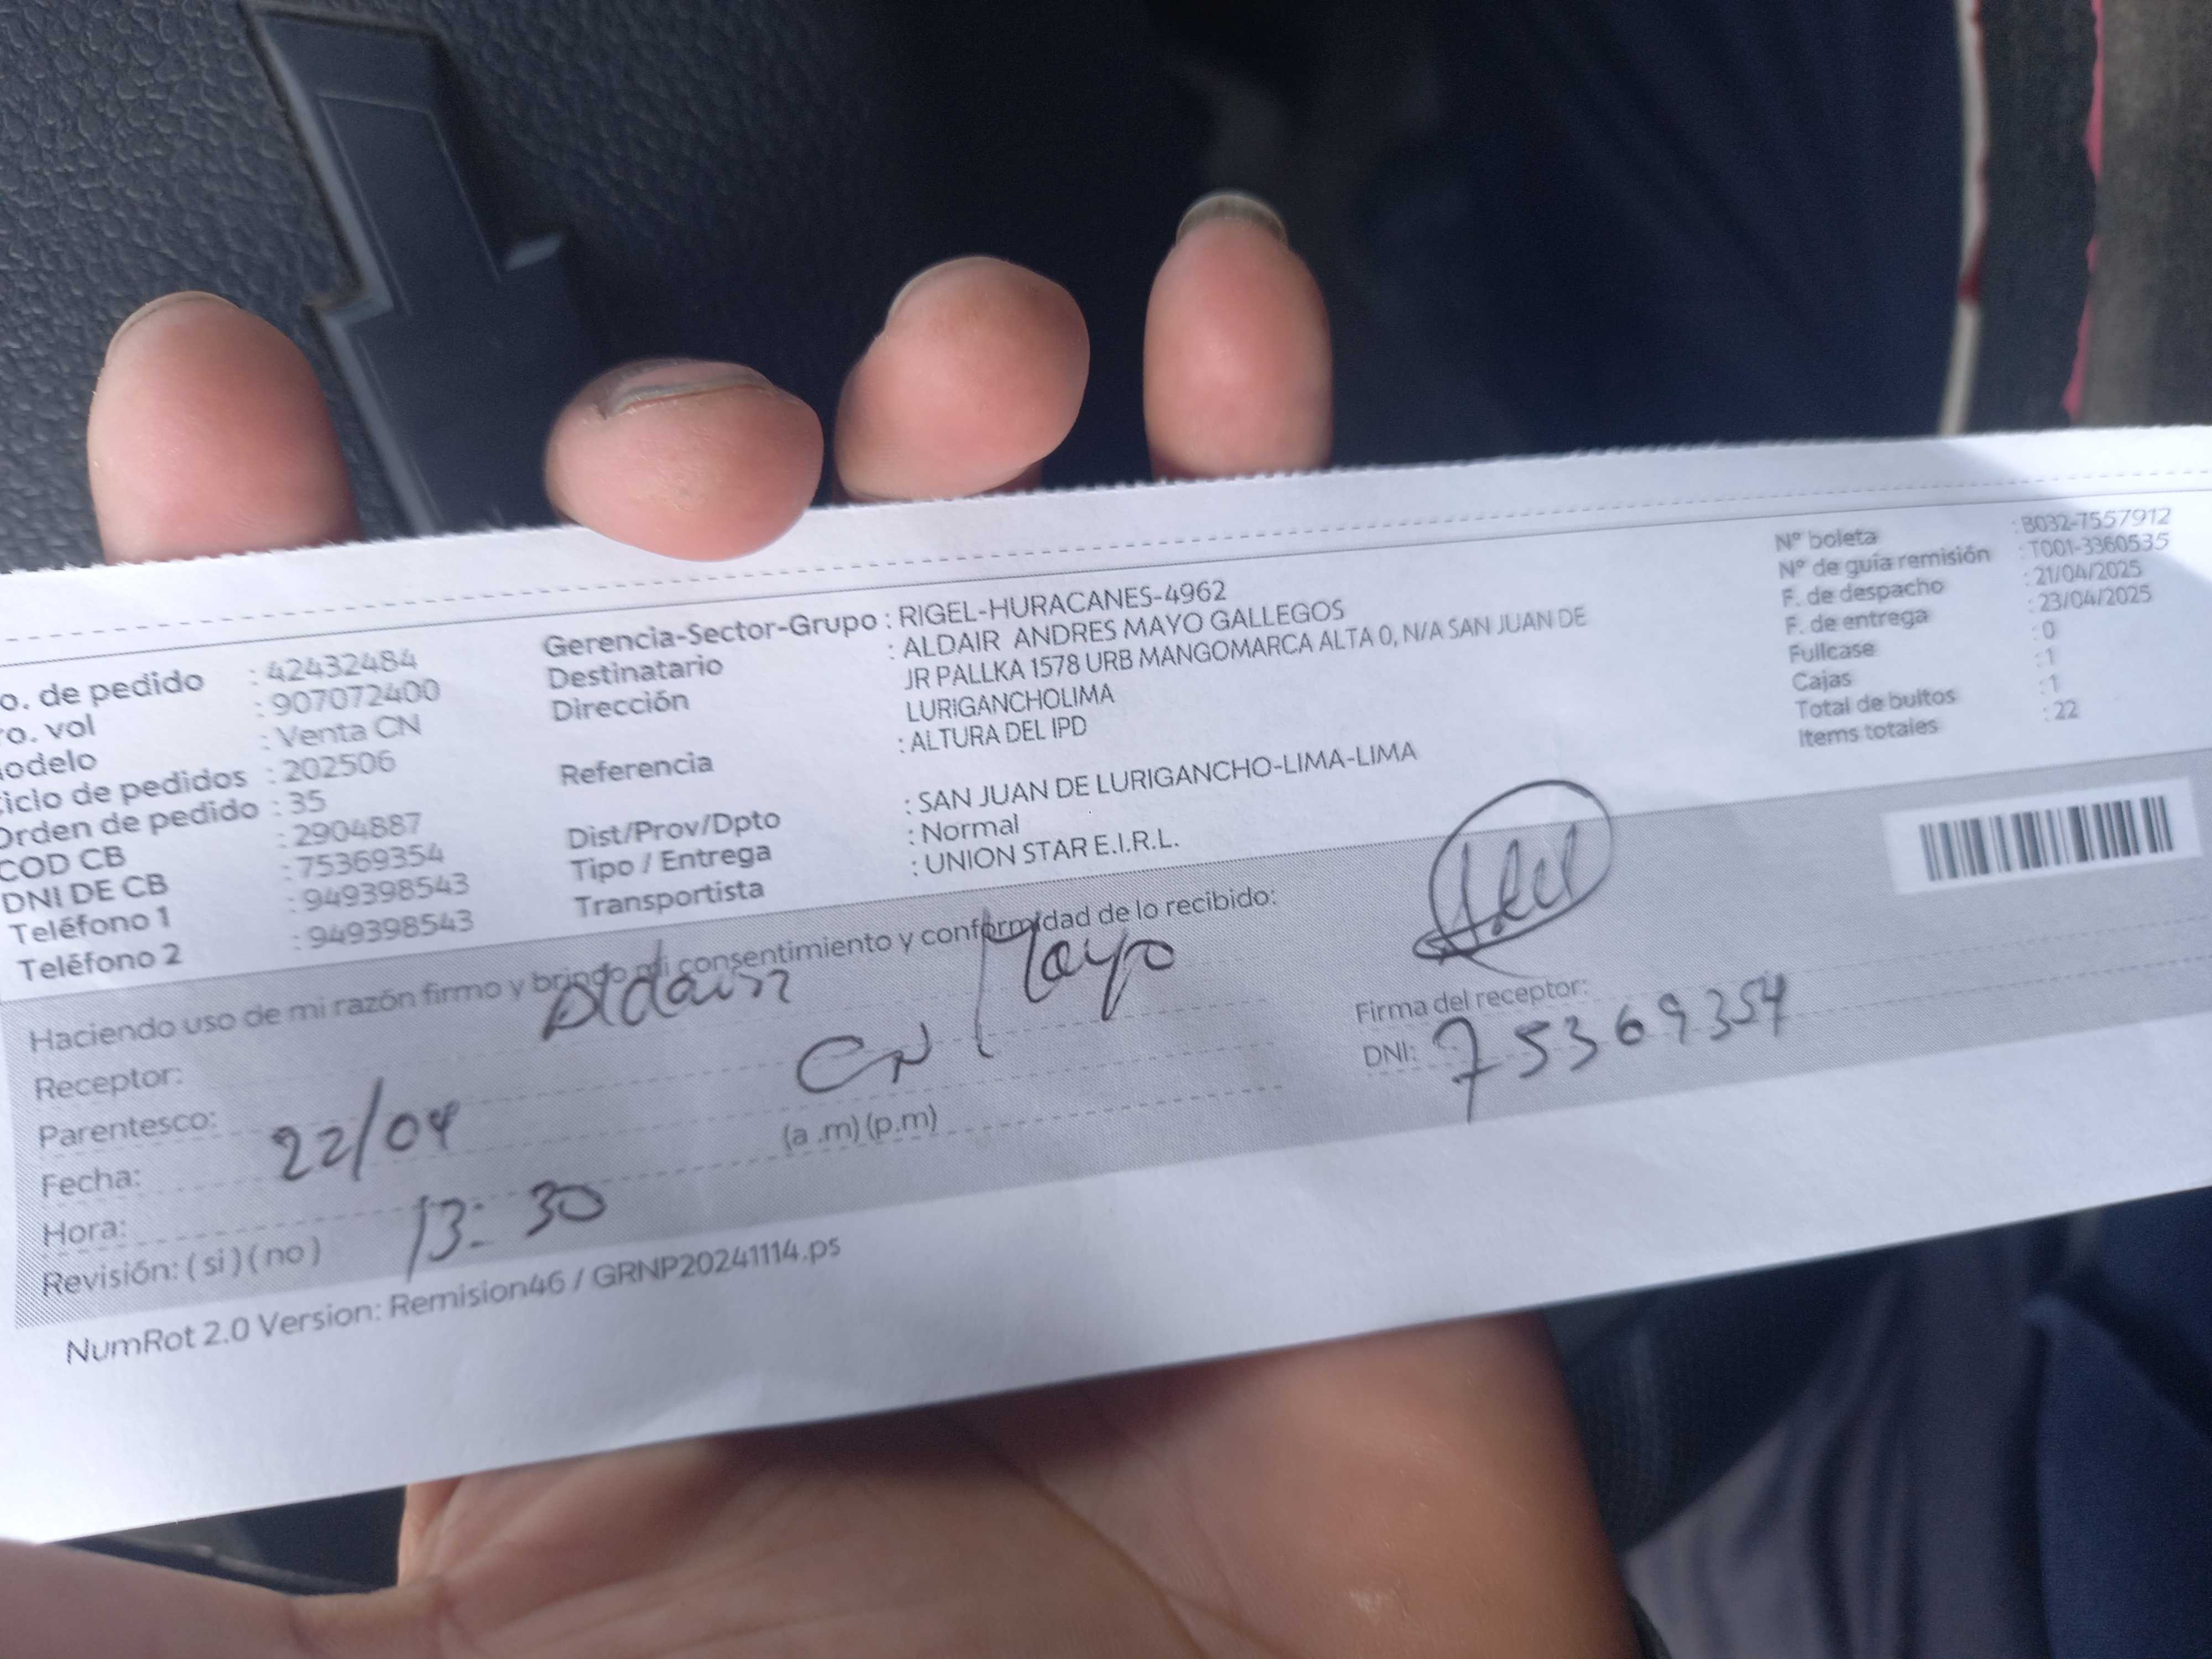 o. de pedido : 42432484
ro. vol : 907072400
odelo : Venta CN
iclo de pedidos : 202506
Orden de pedido : 35
COD CB : 2904887
DNI DE CB : 75369354
Teléfono 1 : 949398543
Teléfono 2 : 949398543
Gerencia-Sector-Grupo : RIGEL-HURACANES-4962
Destinatario : ALDAIR ANDRES MAYO GALLEGOS
Dirección JR PALLKA 1578 URB MANGOMARCA ALTA 0, N/A SAN JUAN DE
LURIGANCHOLIMA
Referencia : ALTURA DEL IPD
Dist/Prov/Dpto : SAN JUAN DE LURIGANCHO-LIMA-LIMA
Tipo / Entrega : Normal
Transportista : UNION STAR E.I.R.L.
N° boleta : B032-7557912
N° de guía remisión : T001-3360535
F. de despacho : 21/04/2025
F. de entrega : 23/04/2025
Fullcase : 0
Cajas : 1
Total de bultos : 1
Items totales : 22
Haciendo uso de mi razón firmo y brindo mi consentimiento y conformidad de lo recibido:
Receptor: Aldair Mayo
Parentesco: CN
Fecha: 22/04 (a .m) (p.m)
Hora: 13:30
Revisión: ( si ) ( no )
Firma del receptor:
DNI: 75369354
NumRot 2.0 Version: Remision46 / GRNP20241114.ps